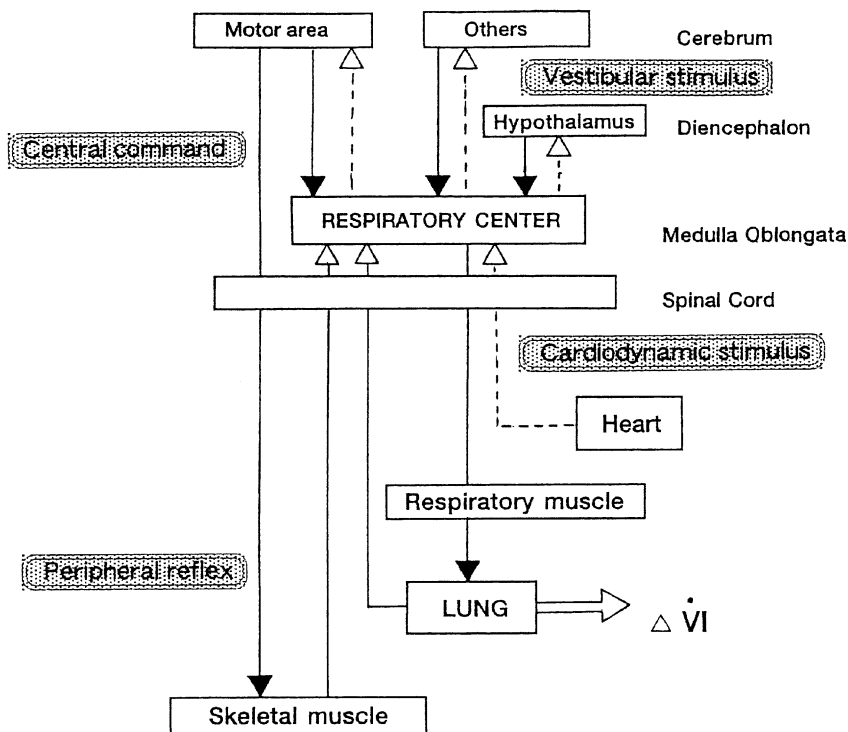 Motor area
Others
Cerebrum
Vestibular stimulus
Hypothalamus
Diencephalon
Central command
RESPIRATORY CENTER
Medulla Qblongata
Spinal Cord
Cardiodynamic stimulus
Heart
Respiratory muscle
Peripheral reflex
LUNG
△ V̇I
Skeletal muscle